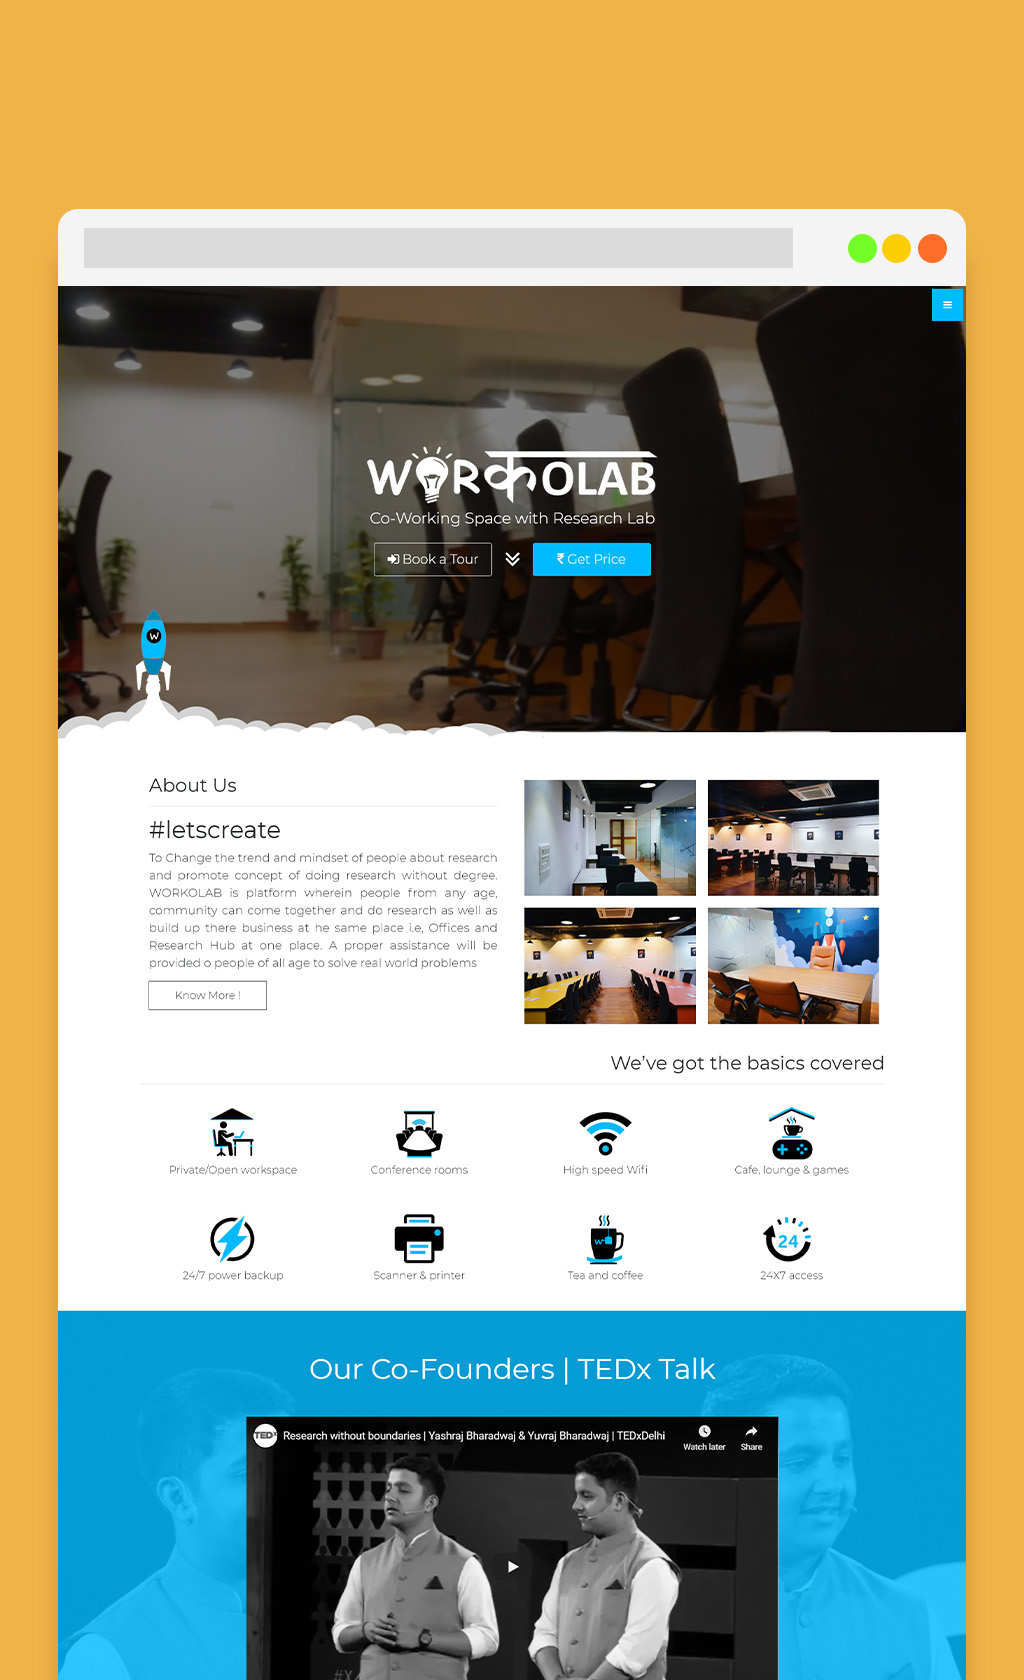 WORकOLAB
Co-Working Space with Research Lab
Book a Tour
₹ Get Price
W
About Us
#letscreate
To Change the trend and mindset of people about research
and promote concept of doing research without degree.
WORKOLAB is platform wherein people from any age,
community can come together and do research as well as
build up there business at he same place i.e, Offices and
Research Hub at one place. A proper assistance will be
provided o people of all age to solve real world problems
Know More !
We've got the basics covered
Private/Open workspace
Conference rooms
High speed Wifi
Cafe, lounge & games
24
24/7 power backup
Scanner & printer
Tea and coffee
24X7 access
Our Co-Founders | TEDx Talk
TEDx
Research without boundaries | Yashraj Bharadwaj & Yuvraj Bharadwaj | TEDxDelhi
Watch later
Share